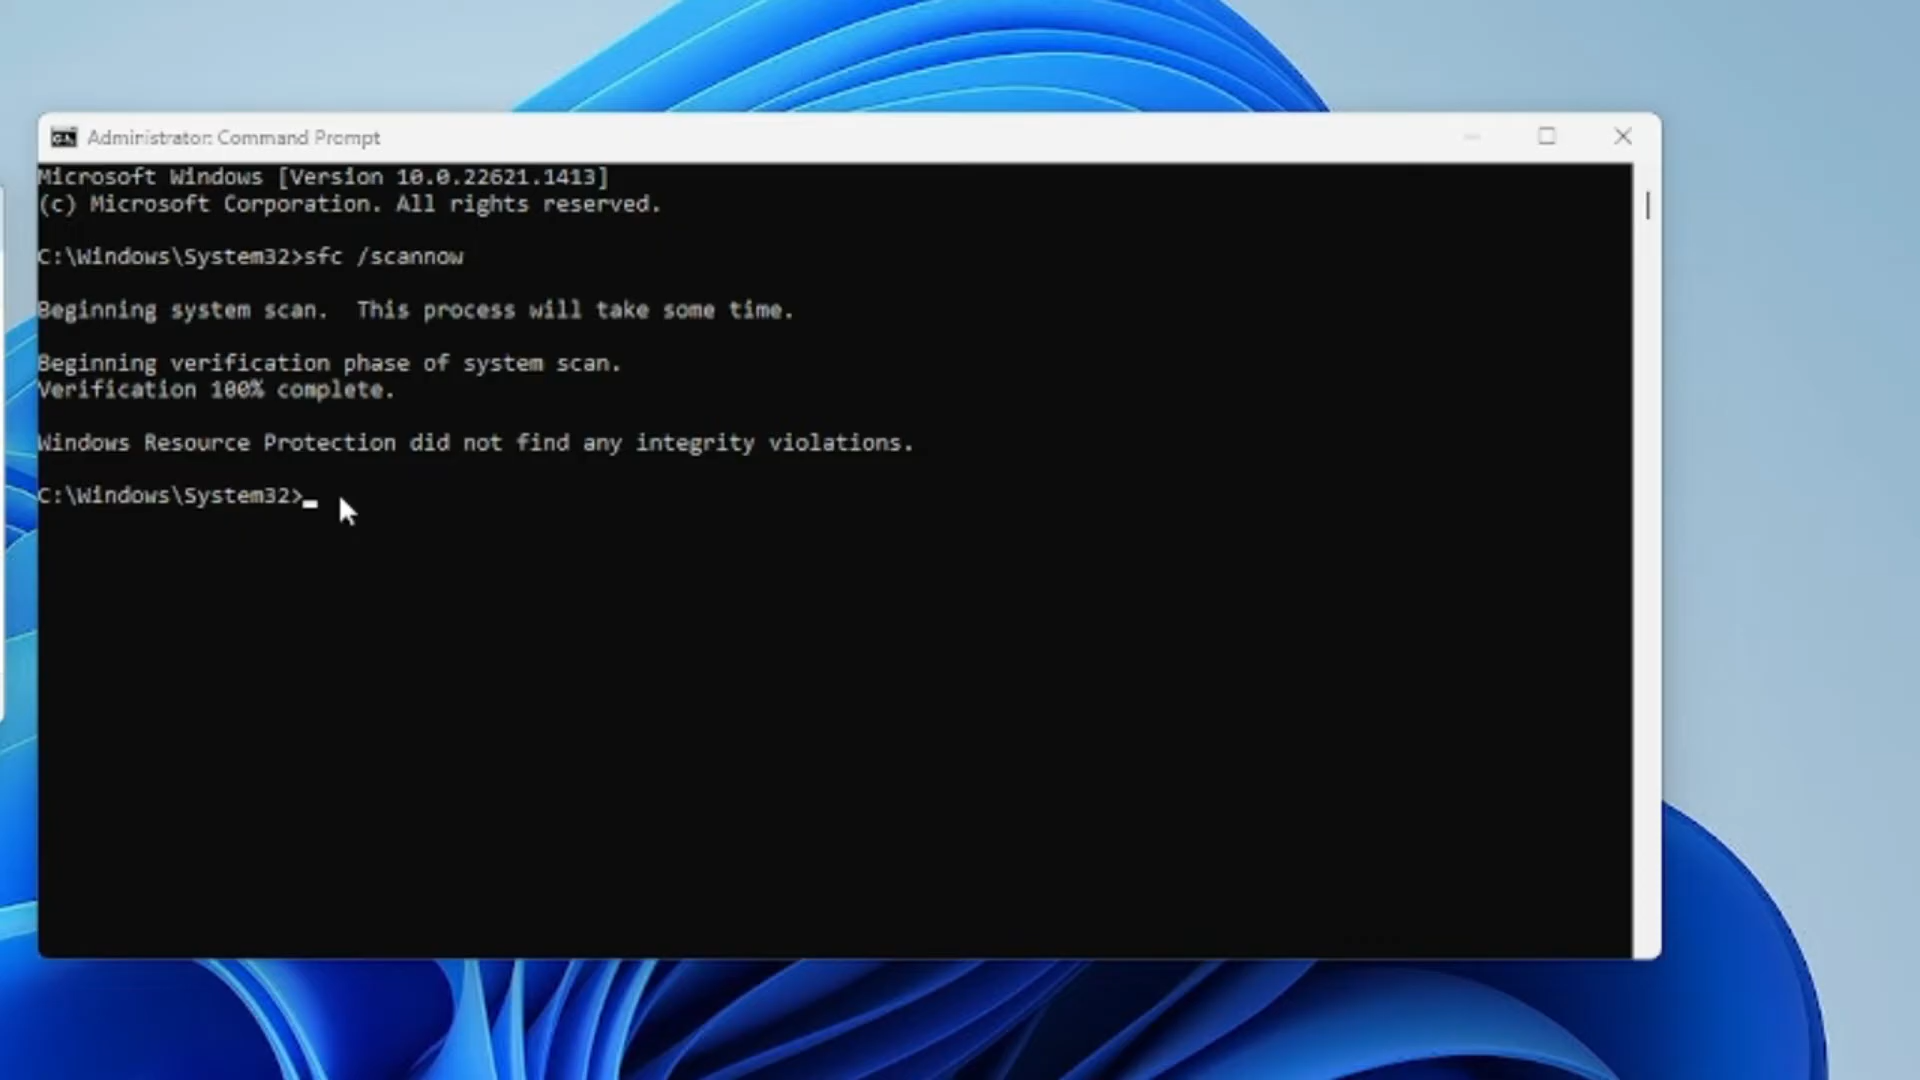 Administrator: Command Prompt
Microsoft Windows [Version 10.0.22621.1413]
(c) Microsoft Corporation. All rights reserved.
C:\Windows\System32>sfc /scannow
Beginning system scan.  This process will take some time.
Beginning verification phase of system scan.
Verification 100% complete.
Windows Resource Protection did not find any integrity violations.
C:\Windows\System32>